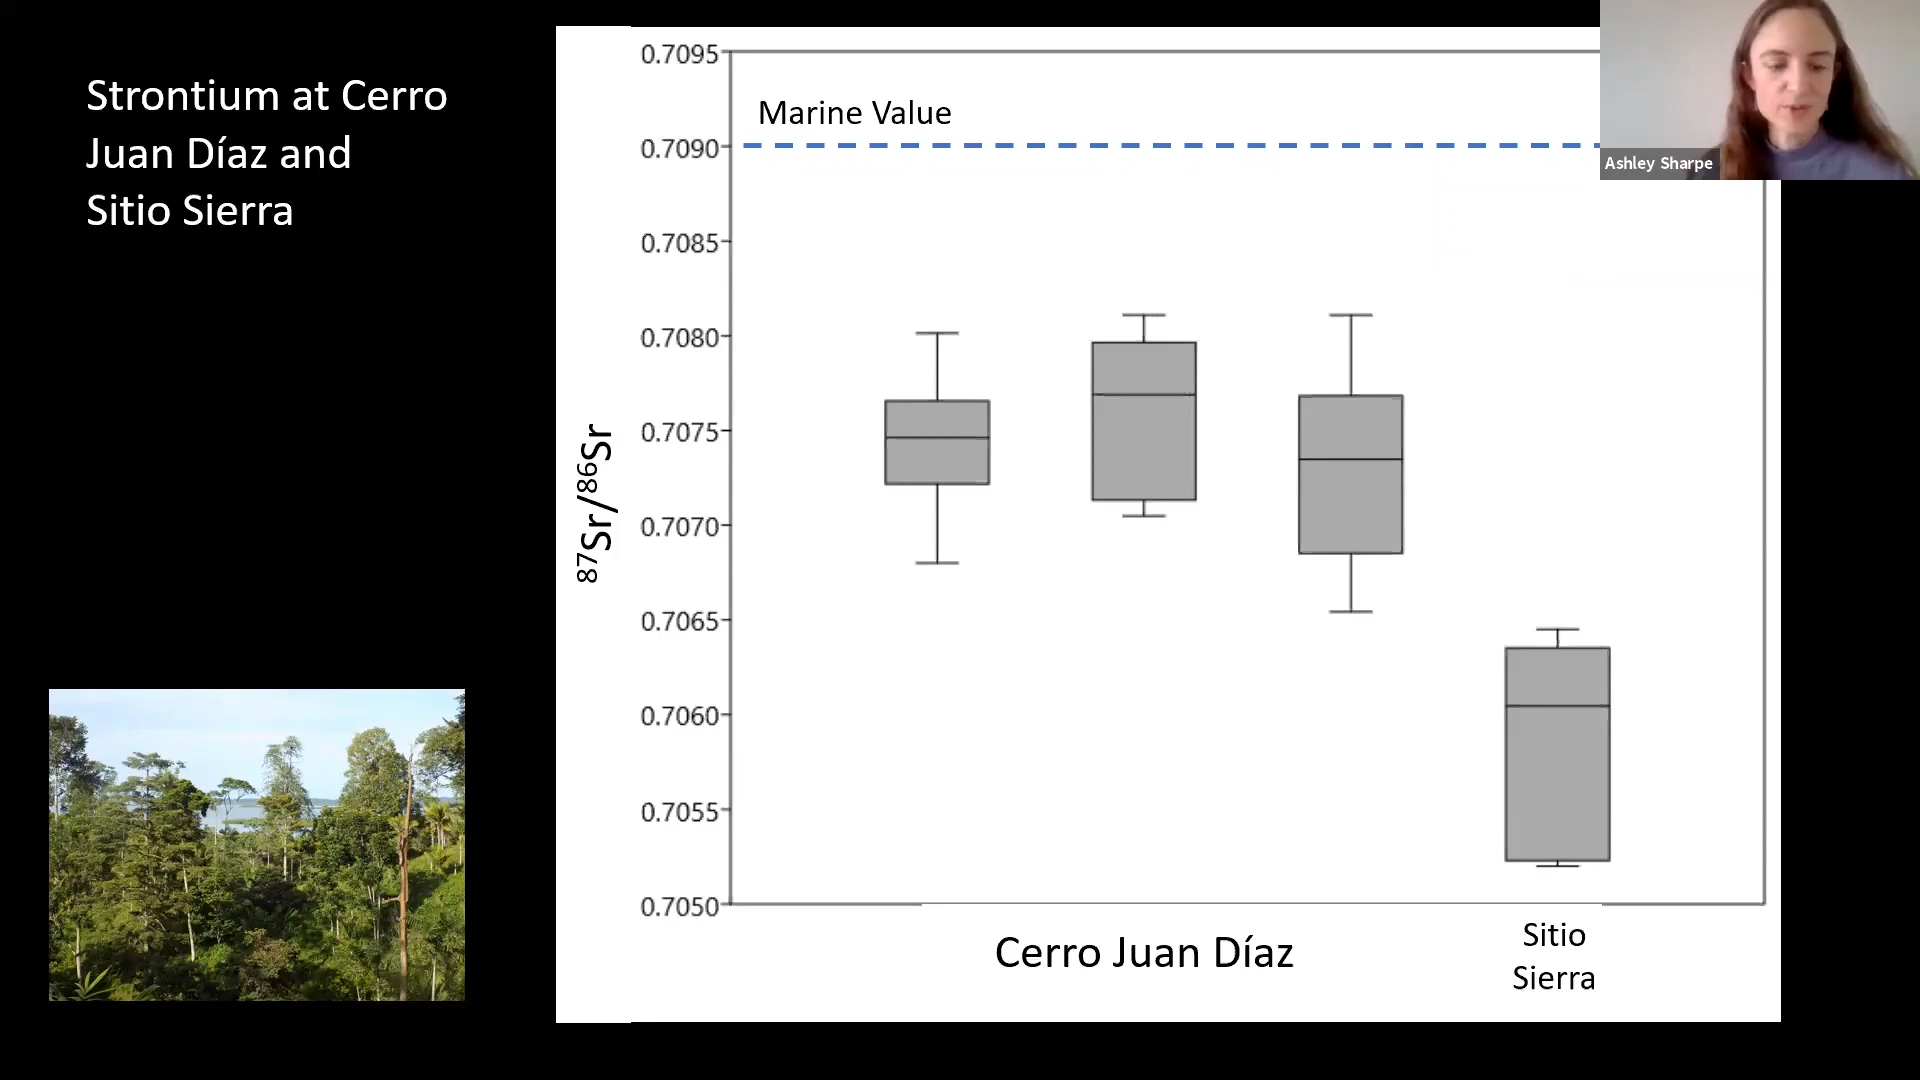 Strontium at Cerro
Juan Díaz and
Sitio Sierra
0.7095
Marine Value
0.7090
0.7085
0.7080
0.7075
0.7070
0.7065
0.7060
0.7055
0.7050
⁸⁷Sr/⁸⁶Sr
Cerro Juan Díaz
Sitio
Sierra
Ashley Sharpe